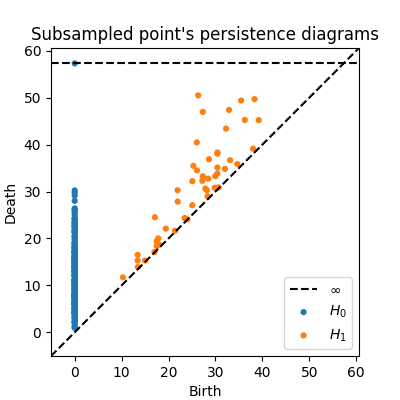 Subsampled point's persistence diagrams
60
50
40
30
20
10
0
Death
∞
H₀
H₁
0 10 20 30 40 50 60
Birth